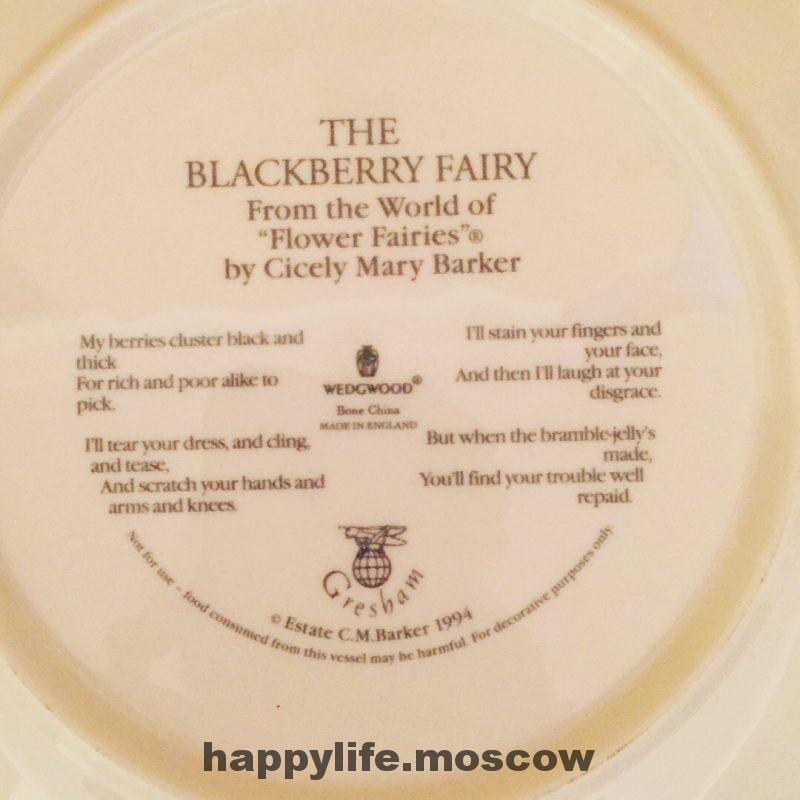 THE
BLACKBERRY FAIRY
From the World of
“Flower Fairies”®
by Cicely Mary Barker
My berries cluster black and
thick
For rich and poor alike to
pick.
I'll tear your dress, and cling,
and tease,
And scratch your hands and
arms and knees.
WEDGWOOD®
Bone China
MADE IN ENGLAND
I'll stain your fingers and
your face,
And then I'll laugh at your
disgrace.
But when the bramble-jelly's
made,
You'll find your trouble well
repaid.
Gresham
© Estate C.M.Barker 1994
Not for use - food consumed from this vessel may be harmful. For decorative purposes only.
happylife.moscow